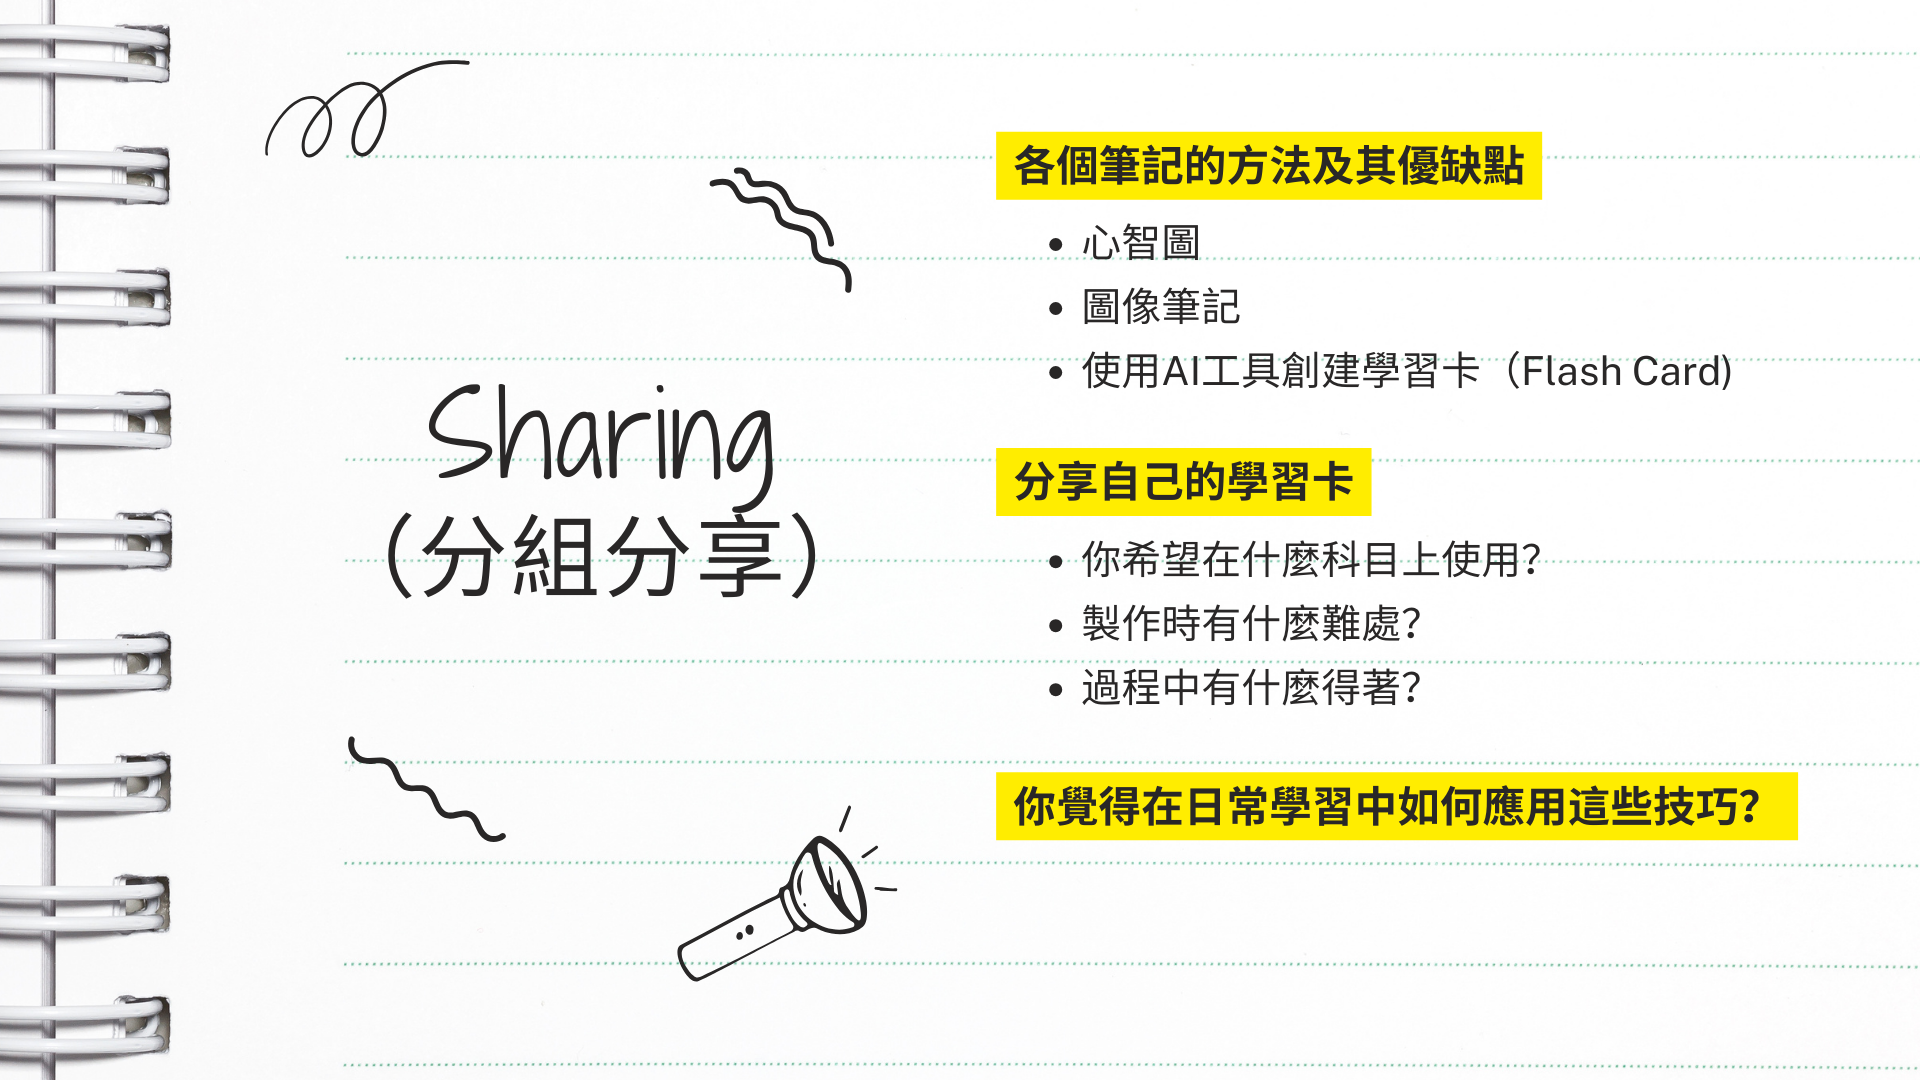 Sharing
（分組分享）
各個筆記的方法及其優缺點
• 心智圖
• 圖像筆記
• 使用AI工具創建學習卡（Flash Card)
分享自己的學習卡
• 你希望在什麼科目上使用？
• 製作時有什麼難處？
• 過程中有什麼得著？
你覺得在日常學習中如何應用這些技巧？